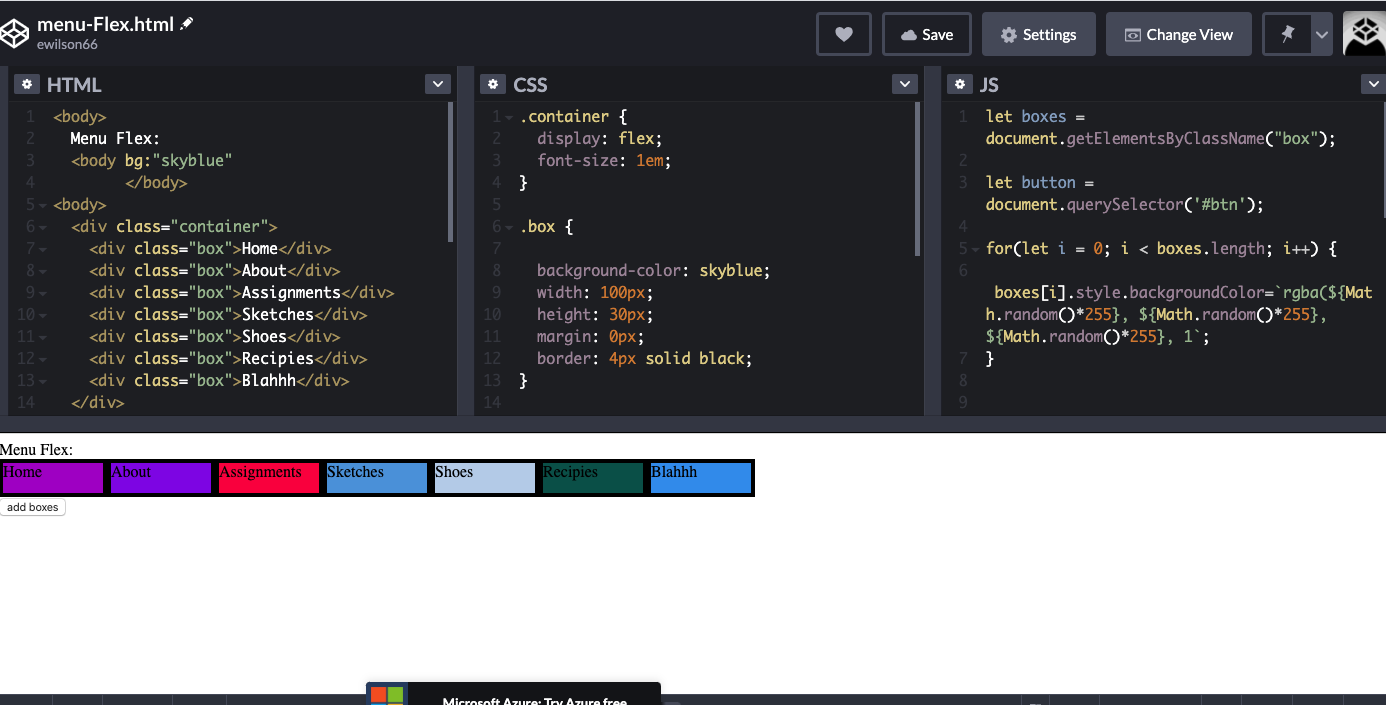 menu-Flex.html
ewilson66
Save
Settings
Change View
HTML
1 <body>
2 Menu Flex:
3 <body bg:"skyblue"
4 </body>
5 <body>
6 <div class="container">
7 <div class="box">Home</div>
8 <div class="box">About</div>
9 <div class="box">Assignments</div>
10 <div class="box">Sketches</div>
11 <div class="box">Shoes</div>
12 <div class="box">Recipies</div>
13 <div class="box">Blahhh</div>
14 </div>
CSS
1 .container {
2 display: flex;
3 font-size: 1em;
4 }
5
6 .box {
7
8 background-color: skyblue;
9 width: 100px;
10 height: 30px;
11 margin: 0px;
12 border: 4px solid black;
13 }
14
JS
1 let boxes =
document.getElementsByClassName("box");
2
3 let button =
document.querySelector('#btn');
4
5 for(let i = 0; i < boxes.length; i++) {
6
boxes[i].style.backgroundColor=`rgba(${Mat
h.random()*255}, ${Math.random()*255},
${Math.random()*255}, 1`;
7 }
8
9
Menu Flex:
Home About Assignments Sketches Shoes Recipies Blahhh
add boxes
Microsoft Azure: Try Azure free